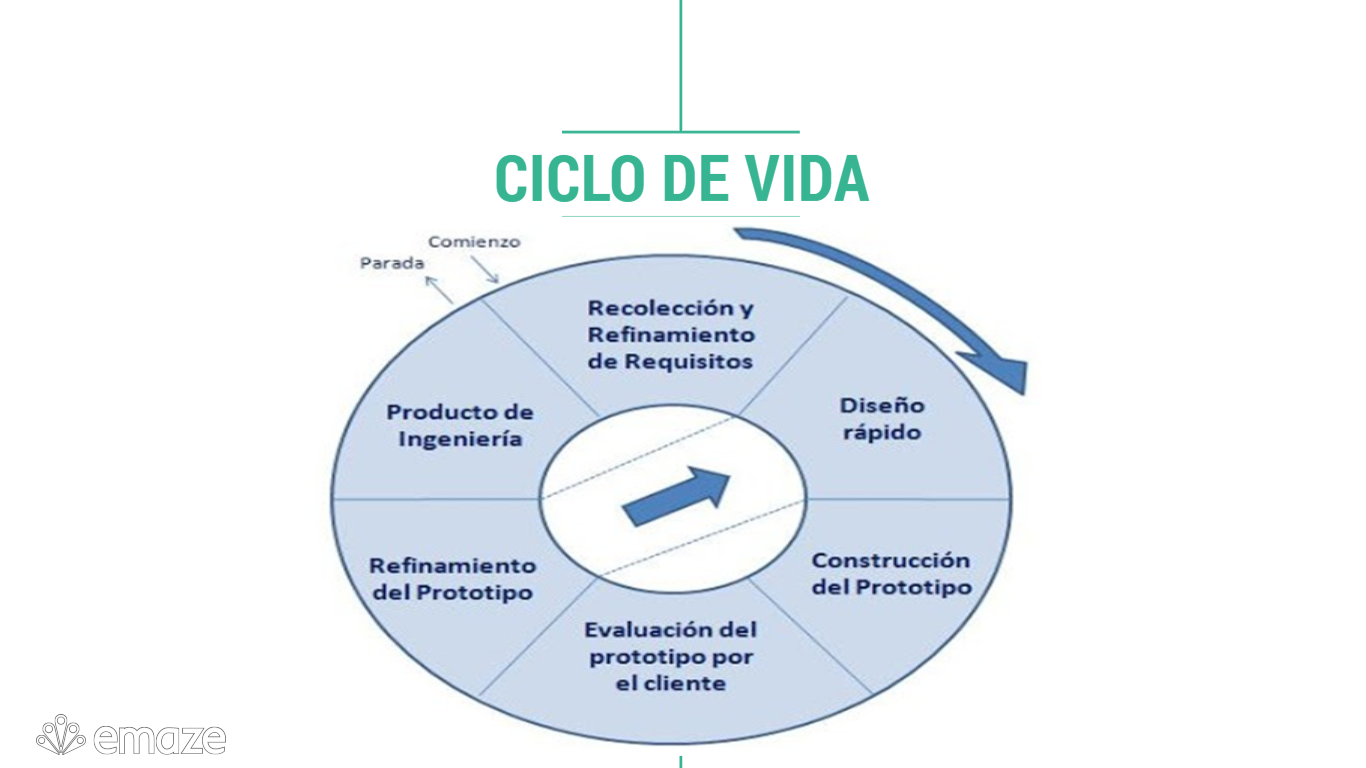 CICLO DE VIDA
Comienzo
Parada
Recolección y
Refinamiento
de Requisitos
Diseño
rápido
Construcción
del Prototipo
Evaluación del
prototipo por
el cliente
Refinamiento
del Prototipo
Producto de
Ingeniería
emaze